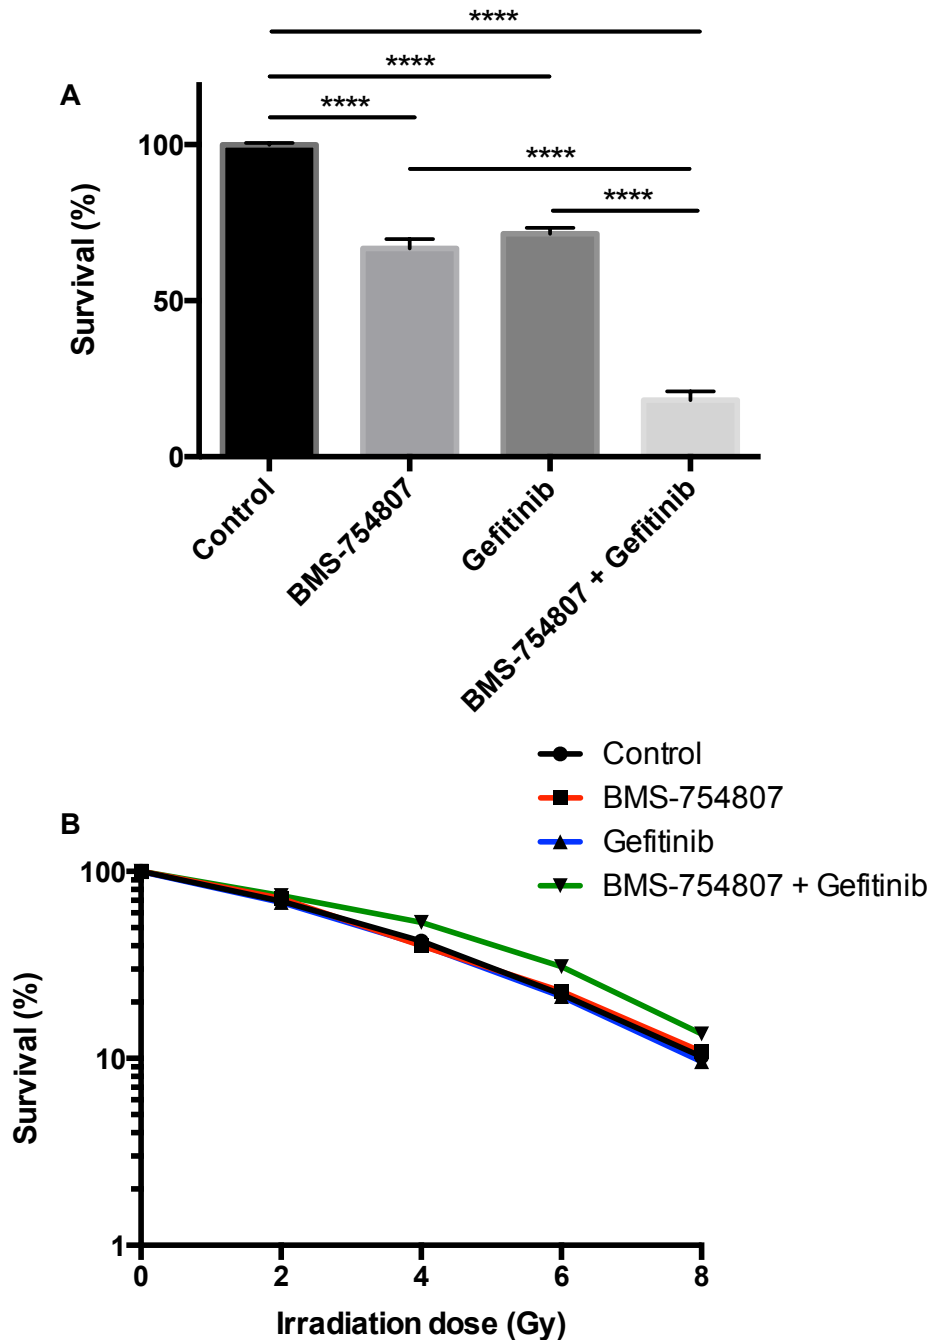 ****
****
A
****
100
****
****
50
0
Survival (%)
Control
BMS-754807
Gefitinib
BMS-754807 + Gefitinib
Control
BMS-754807
Gefitinib
BMS-754807 + Gefitinib
B
100
10
1
Survival (%)
0 2 4 6 8
Irradiation dose (Gy)